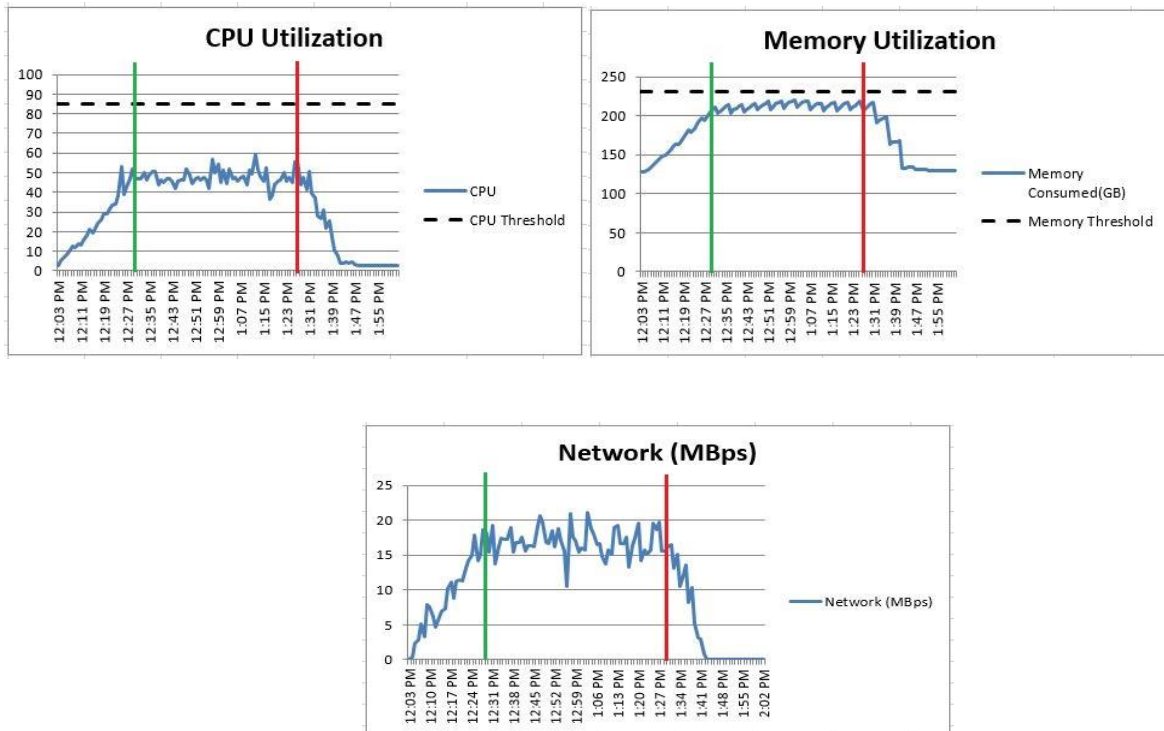 CPU Utilization
100
90
80
70
60
50
40
30
20
10
0
12:03 PM
12:11 PM
12:19 PM
12:27 PM
12:35 PM
12:43 PM
12:51 PM
12:59 PM
1:07 PM
1:15 PM
1:23 PM
1:31 PM
1:39 PM
1:47 PM
1:55 PM
CPU
CPU Threshold
Memory Utilization
250
200
150
100
50
0
12:03 PM
12:11 PM
12:19 PM
12:27 PM
12:35 PM
12:43 PM
12:51 PM
12:59 PM
1:07 PM
1:15 PM
1:23 PM
1:31 PM
1:39 PM
1:47 PM
1:55 PM
Memory
Consumed(GB)
Memory Threshold
Network (MBps)
25
20
15
10
5
0
12:03 PM
12:10 PM
12:17 PM
12:24 PM
12:31 PM
12:38 PM
12:45 PM
12:52 PM
12:59 PM
1:06 PM
1:13 PM
1:20 PM
1:27 PM
1:34 PM
1:41 PM
1:48 PM
1:55 PM
2:02 PM
Network (MBps)